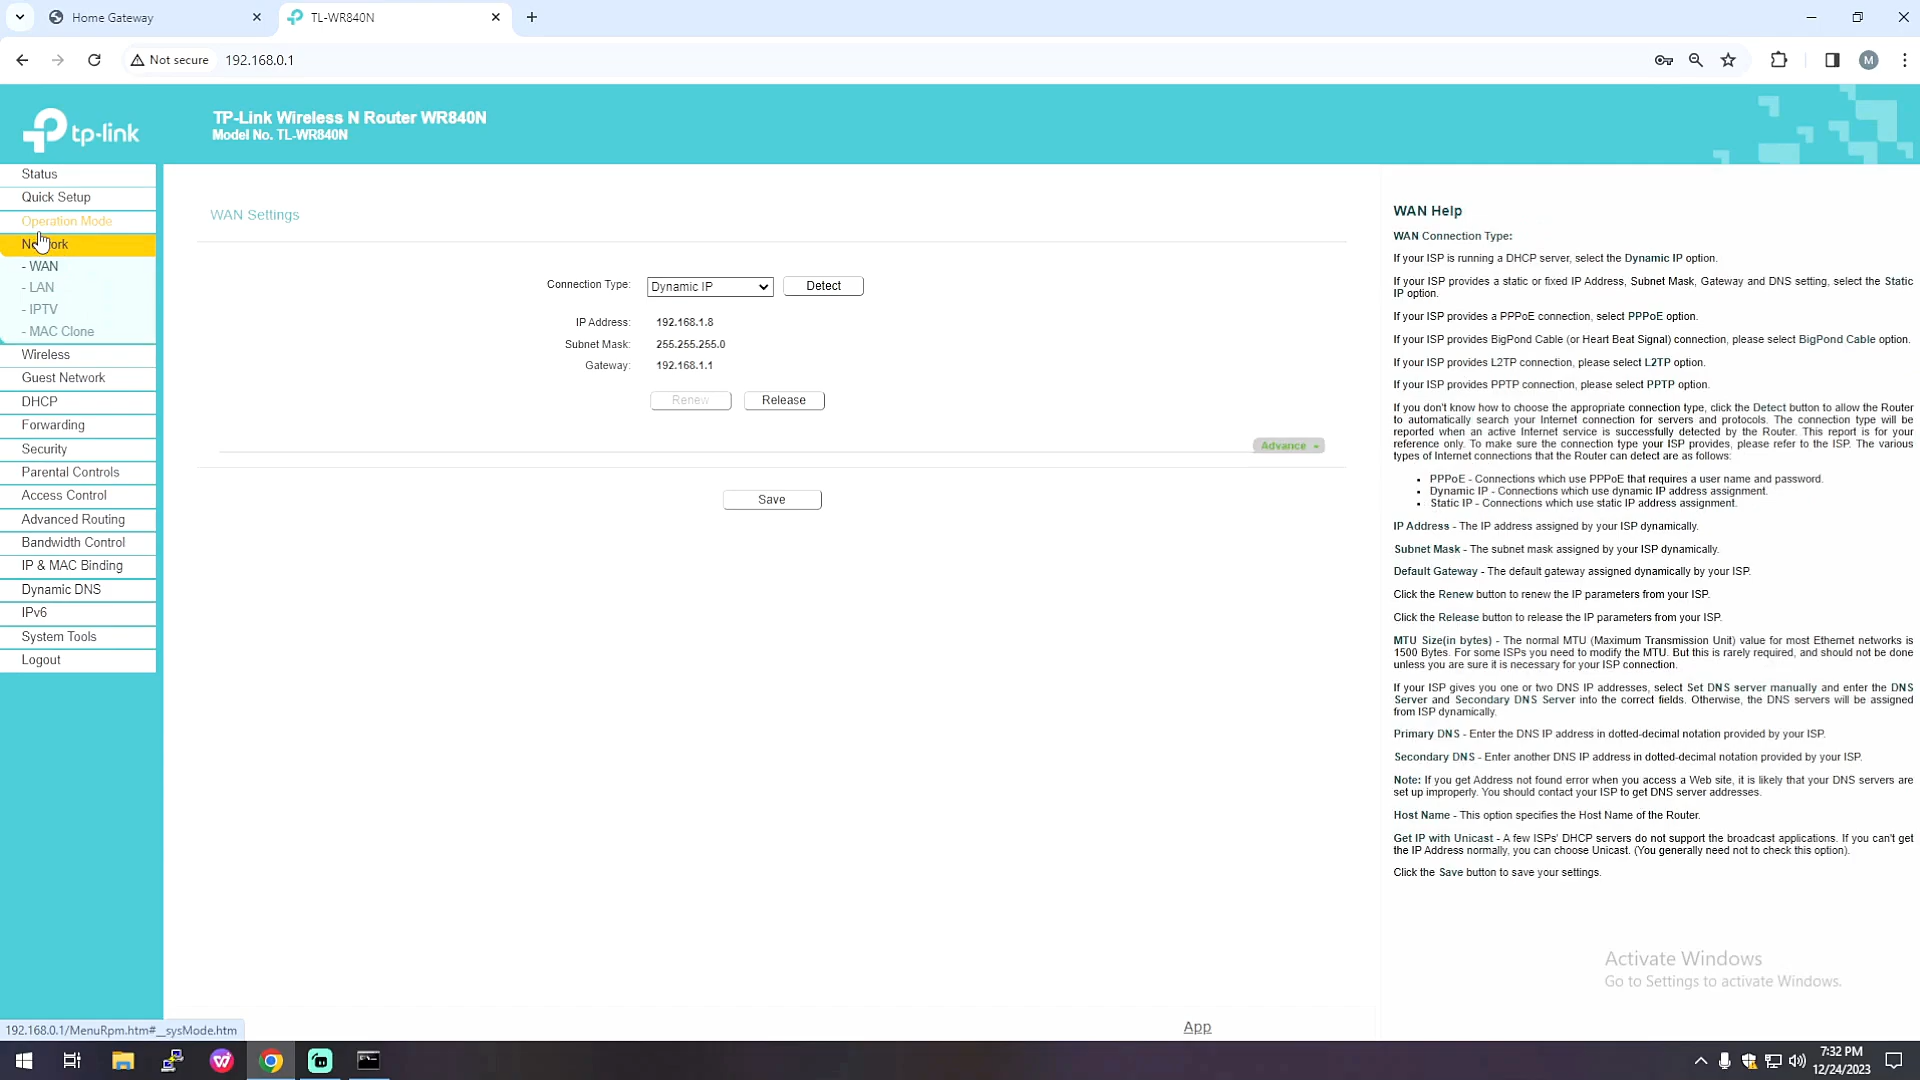 Home Gateway
TL-WR840N
Not secure
192.168.0.1
M
tp-link
TP-Link Wireless N Router WR840N
Model No. TL-WR840N
Status
Quick Setup
Operation Mode
Network
- WAN
- LAN
- IPTV
- MAC Clone
Wireless
Guest Network
DHCP
Forwarding
Security
Parental Controls
Access Control
Advanced Routing
Bandwidth Control
IP & MAC Binding
Dynamic DNS
IPv6
System Tools
Logout
WAN Settings
Connection Type: Dynamic IP Detect
IP Address: 192.168.1.8
Subnet Mask: 255.255.255.0
Gateway: 192.168.1.1
Renew Release
Advance
Save
App
WAN Help
WAN Connection Type:
If your ISP is running a DHCP server, select the Dynamic IP option.
If your ISP provides a static or fixed IP Address, Subnet Mask, Gateway and DNS setting, select the Static
IP option.
If your ISP provides a PPPoE connection, select PPPoE option.
If your ISP provides BigPond Cable (or Heart Beat Signal) connection, please select BigPond Cable option.
If your ISP provides L2TP connection, please select L2TP option.
If your ISP provides PPTP connection, please select PPTP option.
If you don't know how to choose the appropriate connection type, click the Detect button to allow the Router
to automatically search your Internet connection for servers and protocols. The connection type will be
reported when an active Internet service is successfully detected by the Router. This report is for your
reference only. To make sure the connection type your ISP provides, please refer to the ISP. The various
types of Internet connections that the Router can detect are as follows:
• PPPoE - Connections which use PPPoE that requires a user name and password.
• Dynamic IP - Connections which use dynamic IP address assignment.
• Static IP - Connections which use static IP address assignment.
IP Address - The IP address assigned by your ISP dynamically.
Subnet Mask - The subnet mask assigned by your ISP dynamically.
Default Gateway - The default gateway assigned dynamically by your ISP.
Click the Renew button to renew the IP parameters from your ISP.
Click the Release button to release the IP parameters from your ISP.
MTU Size(in bytes) - The normal MTU (Maximum Transmission Unit) value for most Ethernet networks is
1500 Bytes. For some ISPs you need to modify the MTU. But this is rarely required, and should not be done
unless you are sure it is necessary for your ISP connection.
If your ISP gives you one or two DNS IP addresses, select Set DNS server manually and enter the DNS
Server and Secondary DNS Server into the correct fields. Otherwise, the DNS servers will be assigned
from ISP dynamically.
Primary DNS - Enter the DNS IP address in dotted-decimal notation provided by your ISP.
Secondary DNS - Enter another DNS IP address in dotted-decimal notation provided by your ISP.
Note: If you get Address not found error when you access a Web site, it is likely that your DNS servers are
set up improperly. You should contact your ISP to get DNS server addresses.
Host Name - This option specifies the Host Name of the Router.
Get IP with Unicast - A few ISPs' DHCP servers do not support the broadcast applications. If you can't get
the IP Address normally, you can choose Unicast. (You generally need not to check this option).
Click the Save button to save your settings.
Activate Windows
Go to Settings to activate Windows.
192.168.0.1/MenuRpm.htm#__sysMode.htm
7:32 PM
12/24/2023